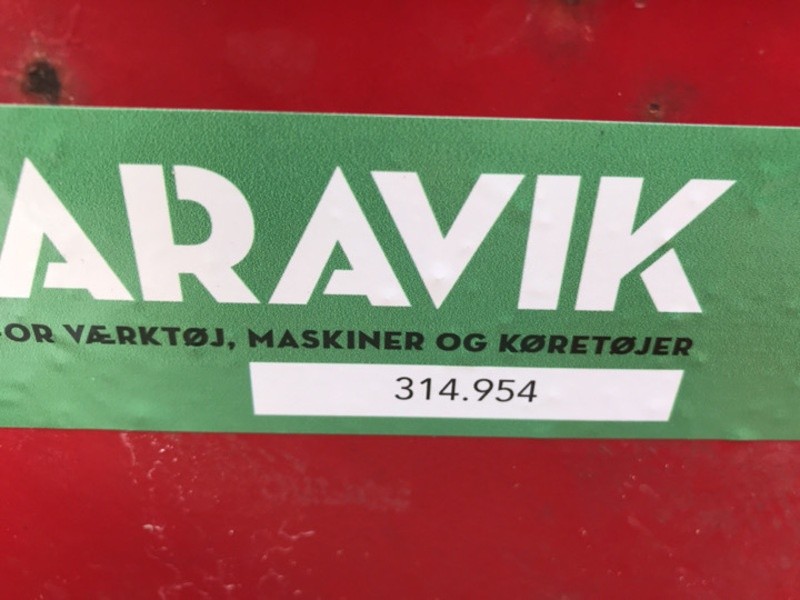 ARAVIK
OR VÆRKTØJ, MASKINER OG KØRETØJER
314.954